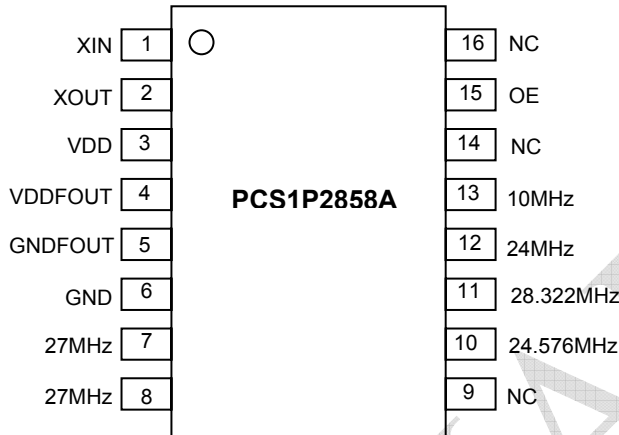 XIN 1 16 NC
XOUT 2 15 OE
VDD 3 14 NC
VDDFOUT 4 PCS1P2858A 13 10MHz
GNDFOUT 5 12 24MHz
GND 6 11 28.322MHz
27MHz 7 10 24.576MHz
27MHz 8 9 NC